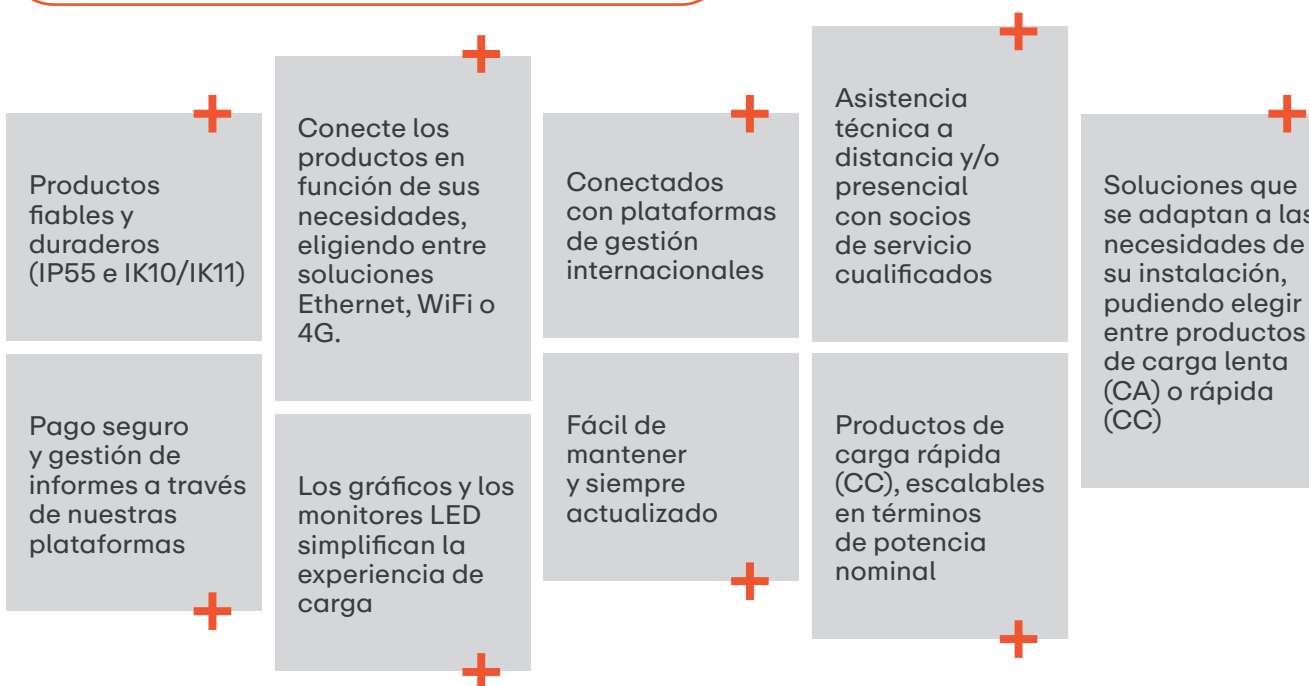 Productos
fiables y
duraderos
(IP55 e IK10/IK11)
Pago seguro
y gestión de
informes a través
de nuestras
plataformas
Conecte los
productos en
función de sus
necesidades,
eligiendo entre
soluciones
Ethernet, WiFi o
4G.
Los gráficos y los
monitores LED
simplifican la
experiencia de
carga
Conectados
con plataformas
de gestión
internacionales
Fácil de
mantener
y siempre
actualizado
Asistencia
técnica a
distancia y/o
presencial
con socios
de servicio
cualificados
Productos de
carga rápida
(CC), escalables
en términos
de potencia
nominal
Soluciones que
se adaptan a las
necesidades de
su instalación,
pudiendo elegir
entre productos
de carga lenta
(CA) o rápida
(CC)